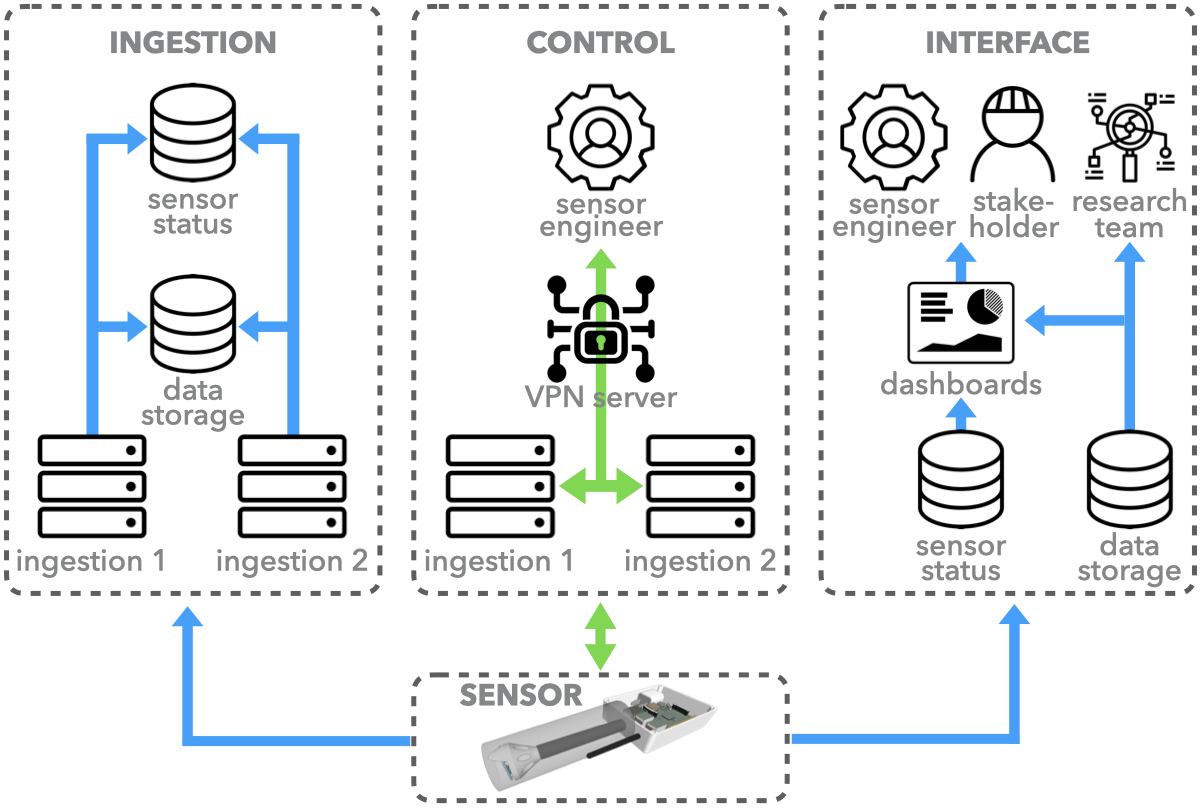 INGESTION
sensor
status
data
storage
ingestion 1
ingestion 2
CONTROL
sensor
engineer
VPN server
ingestion 1
ingestion 2
INTERFACE
sensor
engineer
stake-
holder
research
team
dashboards
sensor
status
data
storage
SENSOR